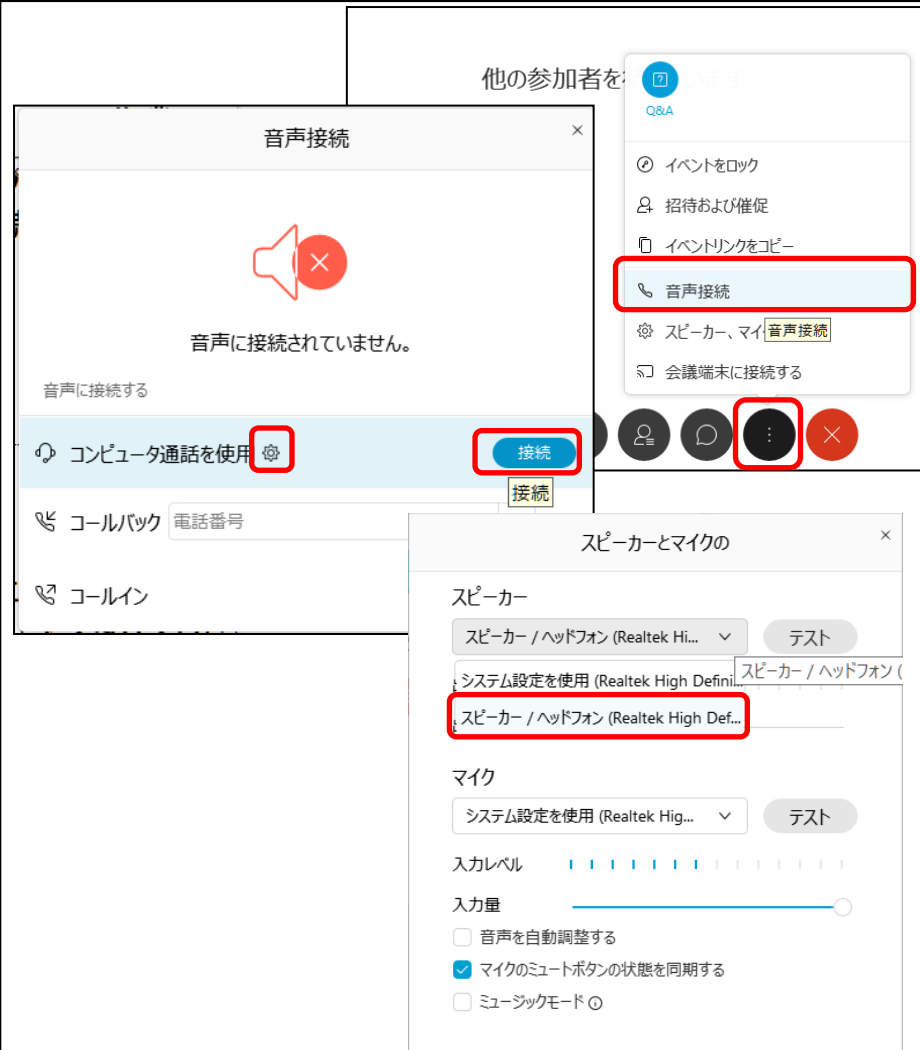 他の参加者を
Q&A
イベントをロック
招待および催促
イベントリンクをコピー
音声接続
スピーカー、マイ
音声接続
会議端末に接続する
音声接続
音声に接続されていません。
音声に接続する
コンピュータ通話を使用
接続
接続
コールバック 電話番号
コールイン
スピーカーとマイクの
スピーカー
スピーカー / ヘッドフォン (Realtek Hi...
テスト
スピーカー / ヘッドフォン (
システム設定を使用 (Realtek High Defini...
スピーカー / ヘッドフォン (Realtek High Def...
マイク
システム設定を使用 (Realtek Hig...
テスト
入力レベル
入力量
音声を自動調整する
マイクのミュートボタンの状態を同期する
ミュージックモード